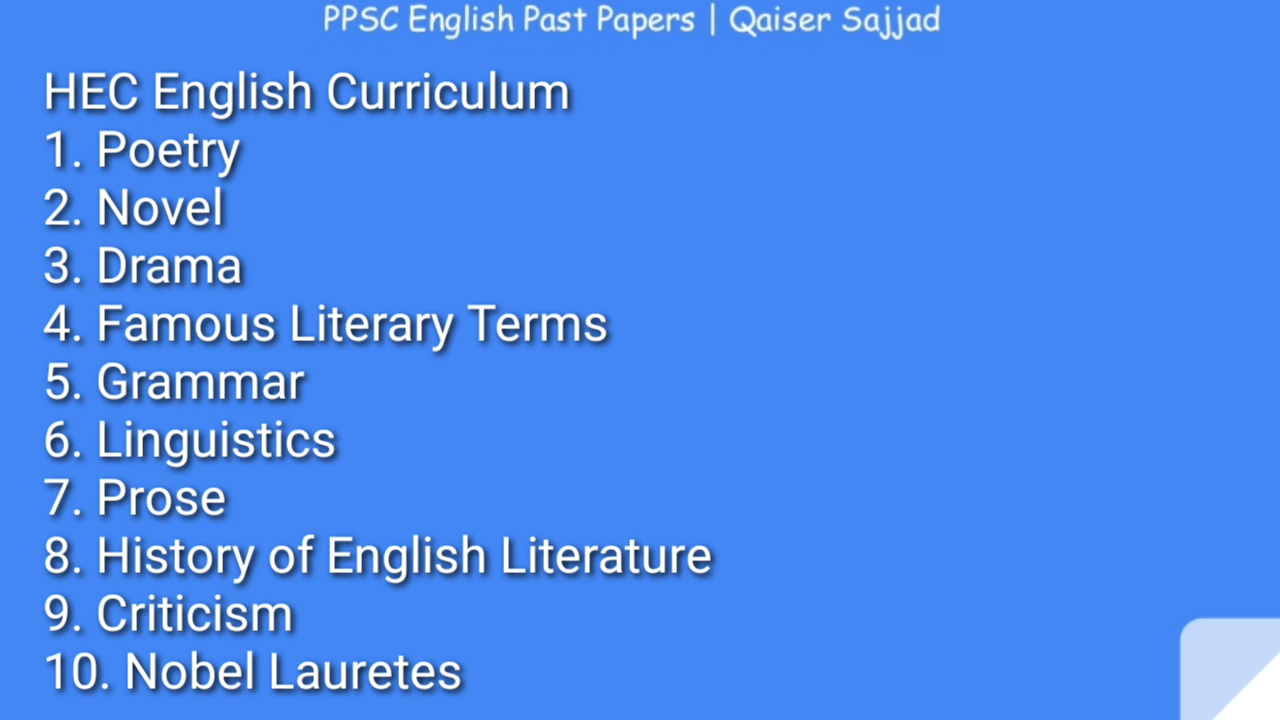 PPSC English Past Papers | Qaiser Sajjad
HEC English Curriculum
1. Poetry
2. Novel
3. Drama
4. Famous Literary Terms
5. Grammar
6. Linguistics
7. Prose
8. History of English Literature
9. Criticism
10. Nobel Lauretes